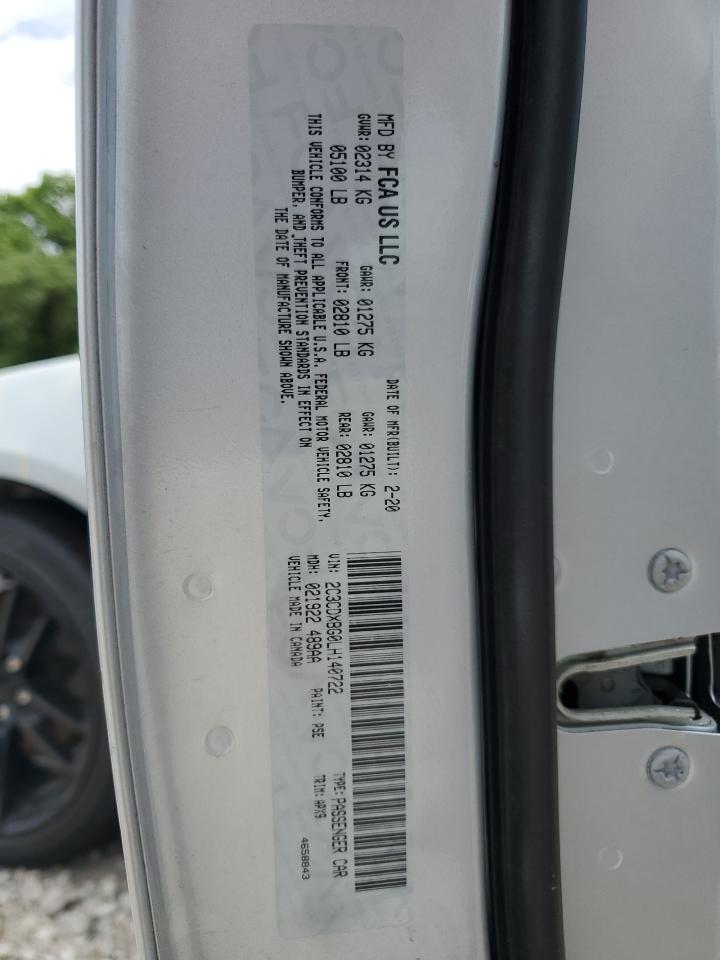 MFD BY FCA US LLC
DATE OF MFR(BUILT): 2-20
GVWR: 02314 KG
GAWR: 01275 KG
GAWR: 01275 KG
05100 LB
FRONT: 02810 LB
REAR: 02810 LB
THIS VEHICLE CONFORMS TO ALL APPLICABLE U.S.A. FEDERAL MOTOR VEHICLE SAFETY,
BUMPER, AND THEFT PREVENTION STANDARDS IN EFFECT ON
THE DATE OF MANUFACTURE SHOWN ABOVE.
VIN: 2C3CDXBG0LH140722
TYPE: PASSENGER CAR
MDH: 021922 489AA
PAINT: PSE
TRIM: APX9
VEHICLE MADE IN CANADA
4658843